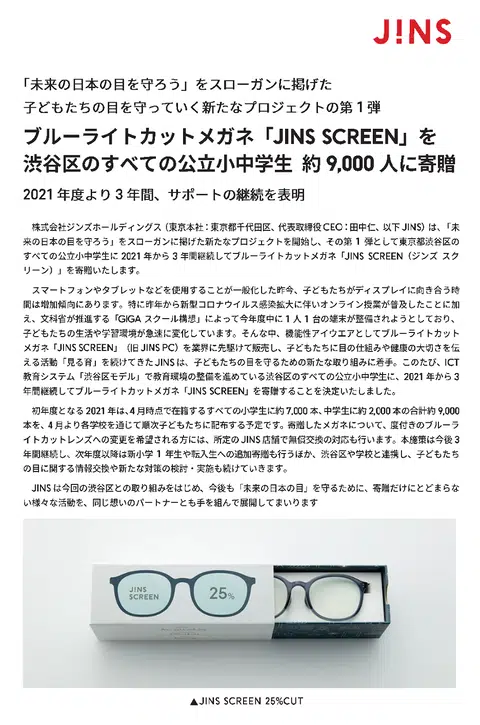 J!NS
「未来の日本の目を守ろう」をスローガンに掲げた
子どもたちの目を守っていく新たなプロジェクトの第1弾
ブルーライトカットメガネ「JINS SCREEN」を
渋谷区のすべての公立小中学生 約 9,000 人に寄贈
2021 年度より 3 年間、サポートの継続を表明
株式会社ジンズホールディングス（東京本社：東京都千代田区、代表取締役 CEO：田中仁、以下 JINS）は、「未
来の日本の目を守ろう」をスローガンに掲げた新たなプロジェクトを開始し、その第 1 弾として東京都渋谷区の
すべての公立小中学生に 2021 年から 3 年間継続してブルーライトカットメガネ「JINS SCREEN（ジンズ スク
リーン）」を寄贈いたします。
スマートフォンやタブレットなどを使用することが一般化した昨今、子どもたちがディスプレイに向き合う時
間は増加傾向にあります。特に昨年から新型コロナウイルス感染拡大に伴いオンライン授業が普及したことに加
え、文科省が推進する「GIGA スクール構想」によって今年度中に 1 人 1 台の端末が整備されようとしており、
子どもたちの生活や学習環境が急速に変化しています。そんな中、機能性アイウエアとしてブルーライトカット
メガネ「JINS SCREEN」（旧 JINS PC）を業界に先駆けて販売し、子どもたちに目の仕組みや健康の大切さを伝
える活動「見る育」を続けてきた JINS は、子どもたちの目を守るための新たな取り組みに着手。このたび、ICT
教育システム「渋谷区モデル」で教育環境の整備を進めている渋谷区のすべての公立小中学生に、2021 年から 3
年間継続してブルーライトカットメガネ「JINS SCREEN」を寄贈することを決定いたしました。
初年度となる 2021 年は、4 月時点で在籍するすべての小学生に約 7,000 本、中学生に約 2,000 本の合計約 9,000
本を、4 月より各学校を通じて順次子どもたちに配布する予定です。寄贈したメガネについて、度付きのブルーラ
イトカットレンズへの変更を希望される方には、所定の JINS 店舗で無償交換の対応も行います。本施策は今後 3
年間継続し、次年度以降は新小学 1 年生や転入生への追加寄贈も行うほか、渋谷区や学校と連携し、子どもたち
の目に関する情報交換や新たな対策の検討・実施も続けていきます。
JINS は今回の渋谷区との取り組みをはじめ、今後も「未来の日本の目」を守るために、寄贈だけにとどまらな
い様々な活動を、同じ想いのパートナーとも手を組んで展開してまいります
JINS
SCREEN
25%
▲JINS SCREEN 25%CUT